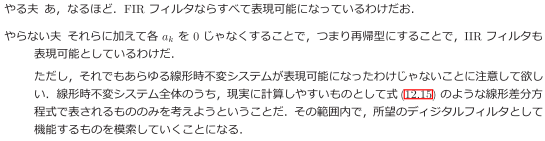 やる夫 あ，なるほど．FIR フィルタならすべて表現可能になっているわけだお．
やらない夫 それらに加えて各 aₖ を 0 じゃなくすることで，つまり再帰型にすることで，IIR フィルタも
表現可能としているわけだ．
ただし，それでもあらゆる線形時不変システムが表現可能になったわけじゃないことに注意して欲し
い．線形時不変システム全体のうち，現実に計算しやすいものとして式 (12.15) のような線形差分方
程式で表されるもののみを考えようということだ．その範囲内で，所望のディジタルフィルタとして
機能するものを模索していくことになる．